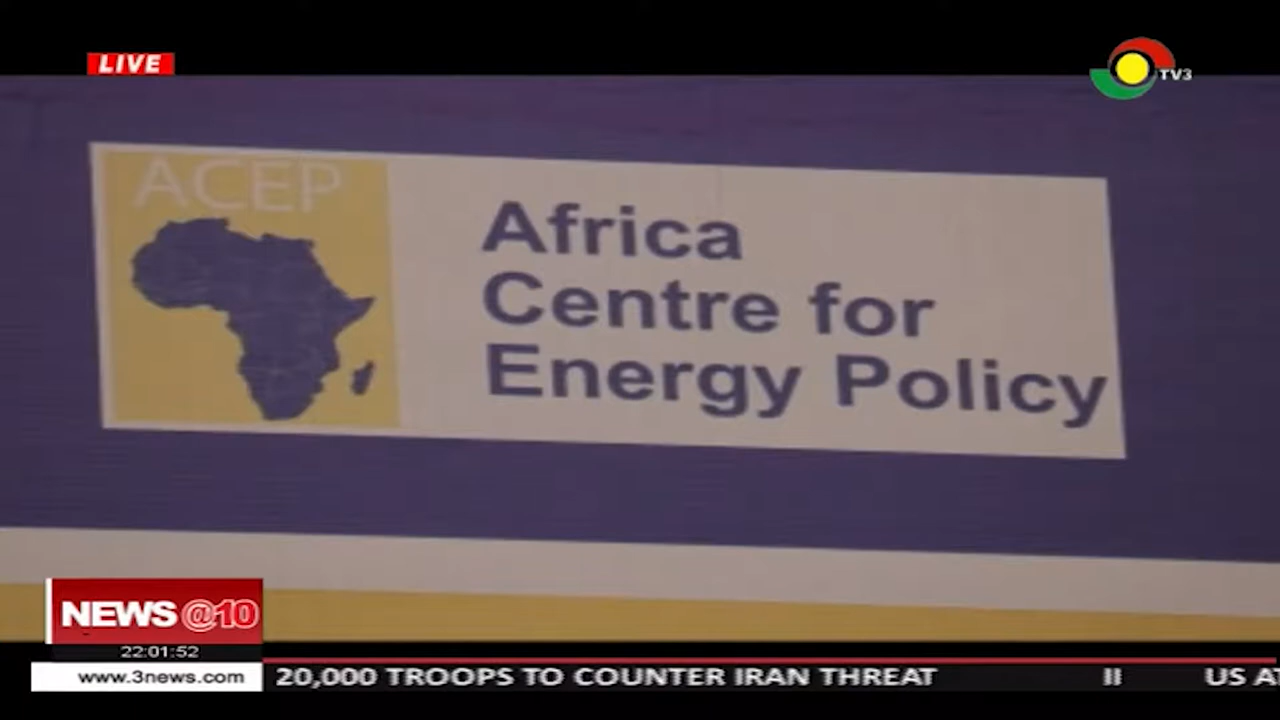 LIVE
TV3
ACEP
Africa
Centre for
Energy Policy
NEWS @10
22:01:52
www.3news.com
20,000 TROOPS TO COUNTER IRAN THREAT II US